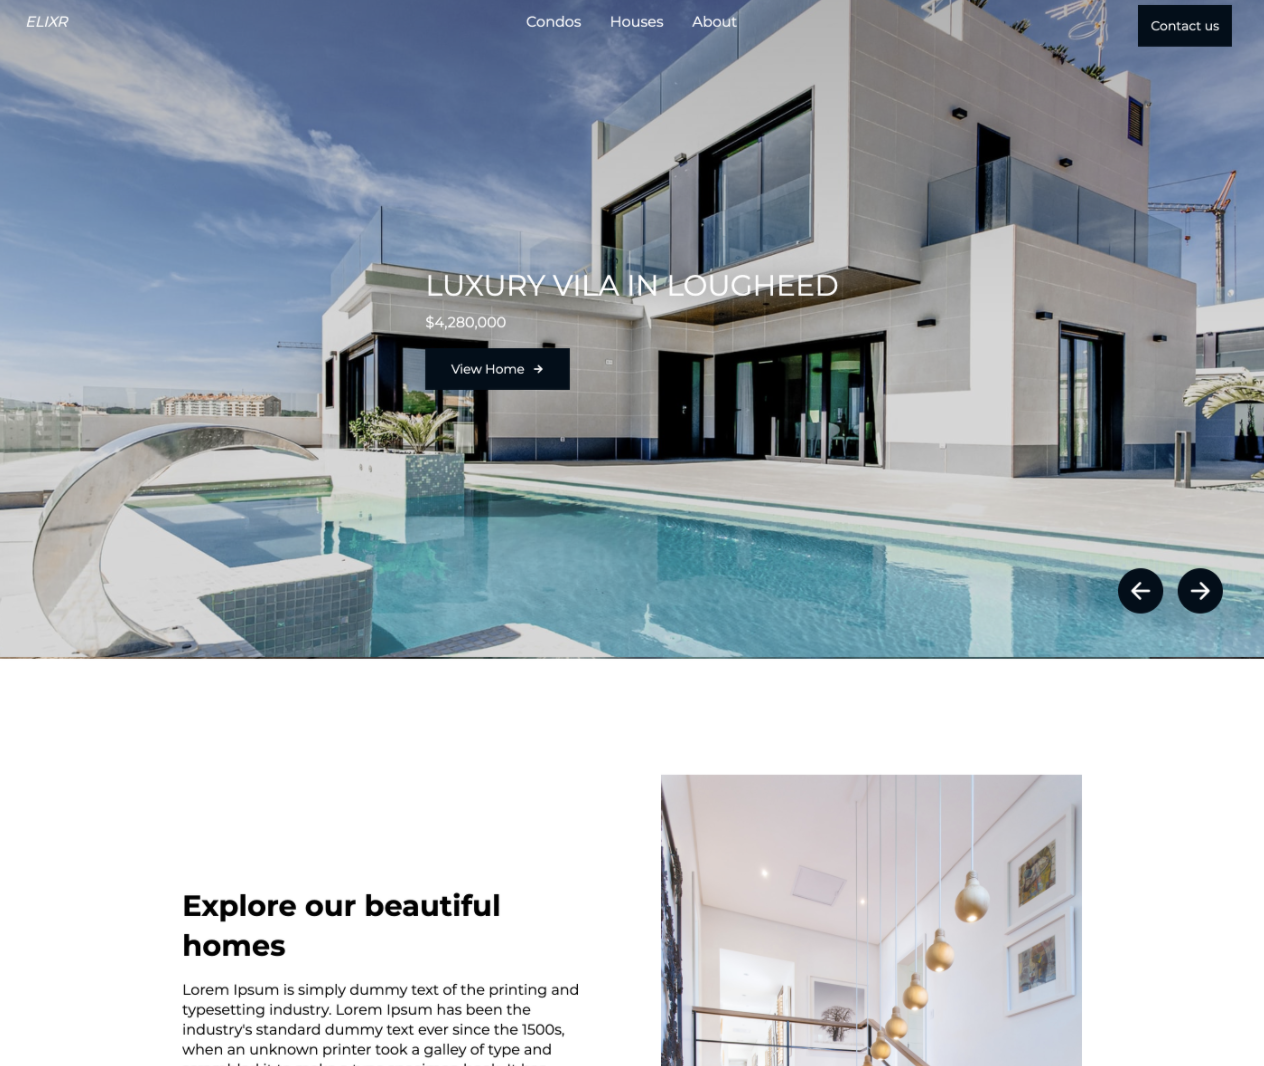 ELIXR
Condos Houses About
Contact us
LUXURY VILA IN LOUGHEED
$4,280,000
View Home →
Explore our beautiful
homes
Lorem Ipsum is simply dummy text of the printing and
typesetting industry. Lorem Ipsum has been the
industry's standard dummy text ever since the 1500s,
when an unknown printer took a galley of type and